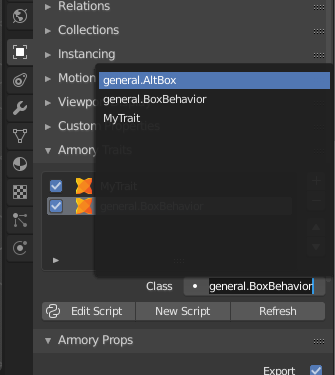 Relations
Collections
Instancing
Motion
general.AltBox
general.BoxBehavior
Viewpo
MyTrait
Custom Properties
Armory Traits
MyTrait
general.BoxBehavior
Class
general.BoxBehavior
Edit Script
New Script
Refresh
Armory Props
Export